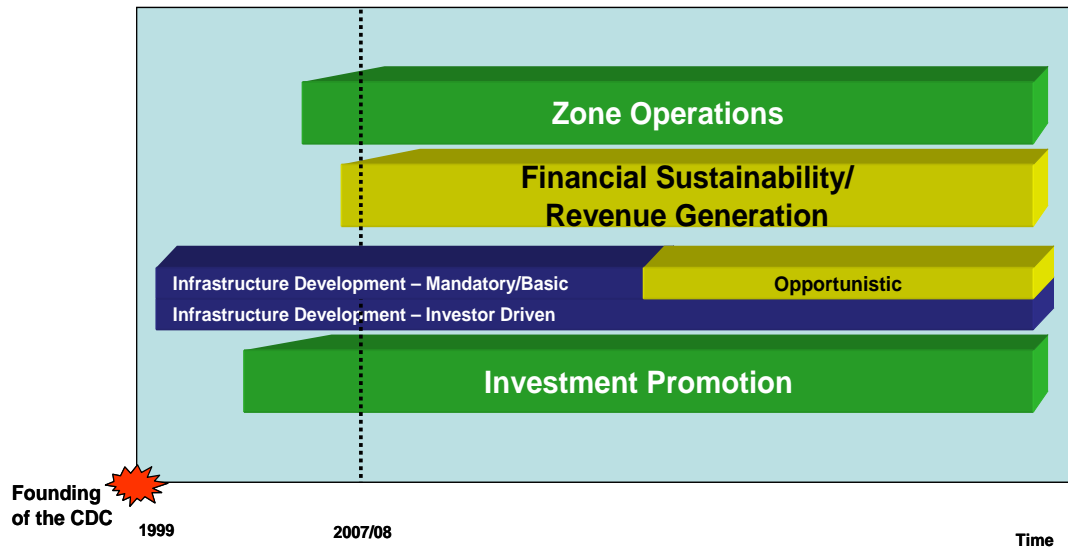 Zone Operations
Financial Sustainability/
Revenue Generation
Infrastructure Development – Mandatory/Basic
Opportunistic
Infrastructure Development – Investor Driven
Investment Promotion
Founding
of the CDC
1999
2007/08
Time